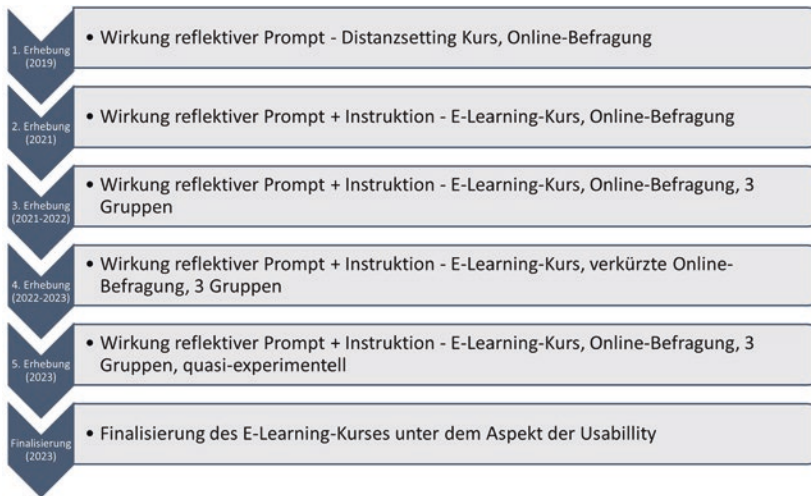 1. Erhebung
(2019)
• Wirkung reflektiver Prompt - Distanzsetting Kurs, Online-Befragung
2. Erhebung
(2021)
• Wirkung reflektiver Prompt + Instruktion - E-Learning-Kurs, Online-Befragung
3. Erhebung
(2021-2022)
• Wirkung reflektiver Prompt + Instruktion - E-Learning-Kurs, Online-Befragung, 3
Gruppen
4. Erhebung
(2022-2023)
• Wirkung reflektiver Prompt + Instruktion - E-Learning-Kurs, verkürzte Online-
Befragung, 3 Gruppen
5. Erhebung
(2023)
• Wirkung reflektiver Prompt + Instruktion - E-Learning-Kurs, Online-Befragung, 3
Gruppen, quasi-experimentell
Finalisierung
(2023)
• Finalisierung des E-Learning-Kurses unter dem Aspekt der Usabillity